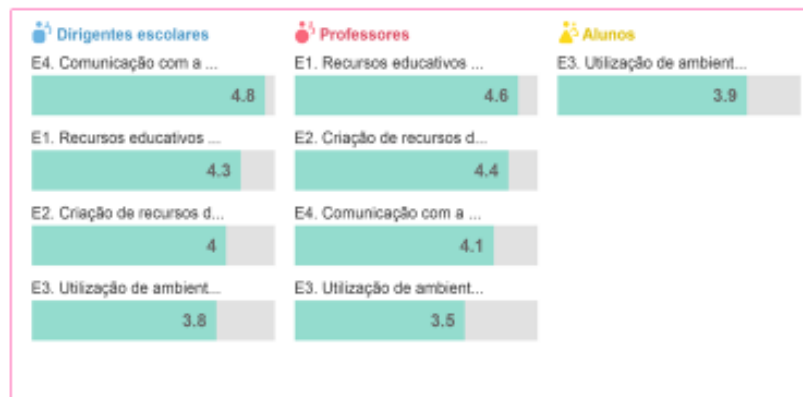 Dirigentes escolares
E4. Comunicação com a ...
4.8
E1. Recursos educativos ...
4.3
E2. Criação de recursos d...
4
E3. Utilização de ambient...
3.8
Professores
E1. Recursos educativos ...
4.6
E2. Criação de recursos d...
4.4
E4. Comunicação com a ...
4.1
E3. Utilização de ambient...
3.5
Alunos
E3. Utilização de ambient...
3.9